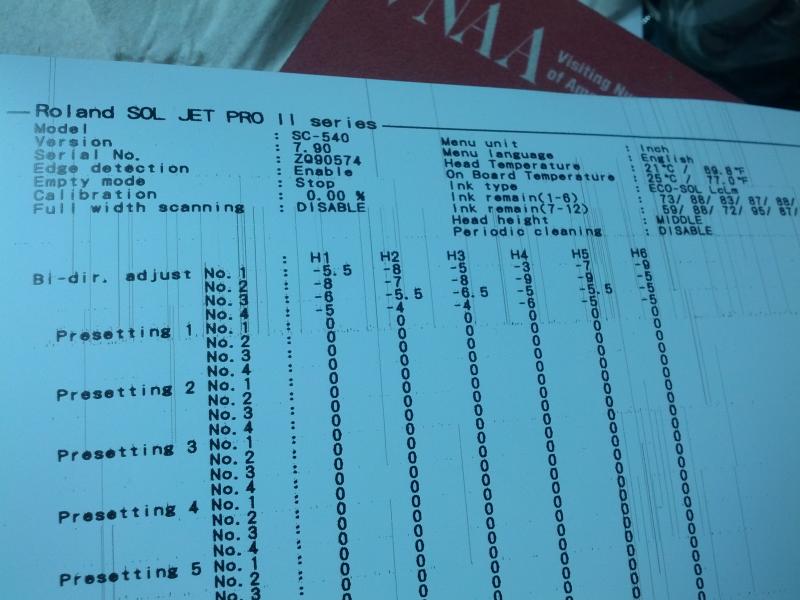 NAA
Visiting Nu
of Am
Roland SOL JET PRO II series
Model : SC-540
Version : 7.90
Serial No. : ZQ90574
Edge detection : Enable
Empty mode : Stop
Calibration : 0.00 %
Full width scanning : DISABLE
Menu unit : Inch
Menu language : English
Head Temperature : 21°C / 69.8°F
On Board Temperature : 25°C / 77.0°F
Ink type : ECO-SOL LcLm
Ink remain(1-6) : 73/ 88/ 83/ 87/ 88/
Ink remain(7-12) : 59/ 86/ 72/ 95/ 87/
Head height : MIDDLE
Periodic cleaning : DISABLE
: H1 H2 H3 H4 H5 H6
Bi-dir. adjust No. 1 : -5.5 -8 -5 -3 -7 -9
No. 2 : -8 -7 -8 -9 -9 -5
No. 3 : -6 -5.5 -6.5 -5 -5.5 -5
No. 4 : -5 -4 -4 -6 -5 -5
Presetting 1 No. 1 : 0 0 0 0 0 0
No. 2 : 0 0 0 0 0 0
No. 3 : 0 0 0 0 0 0
No. 4 : 0 0 0 0 0 0
Presetting 2 No. 1 : 0 0 0 0 0 0
No. 2 : 0 0 0 0 0 0
No. 3 : 0 0 0 0 0 0
No. 4 : 0 0 0 0 0 0
Presetting 3 No. 1 : 0 0 0 0 0 0
No. 2 : 0 0 0 0 0 0
No. 3 : 0 0 0 0 0 0
No. 4 : 0 0 0 0 0 0
Presetting 4 No. 1 : 0 0 0 0 0 0
No. 2 : 0 0 0 0 0 0
No. 3 : 0 0 0 0 0 0
No. 4 : 0 0 0 0 0 0
Presetting 5 No. 1 : 0 0 0 0 0 0
No. 2 : 0 0 0 0 0 0
No. 3 : 0 0 0 0 0 0